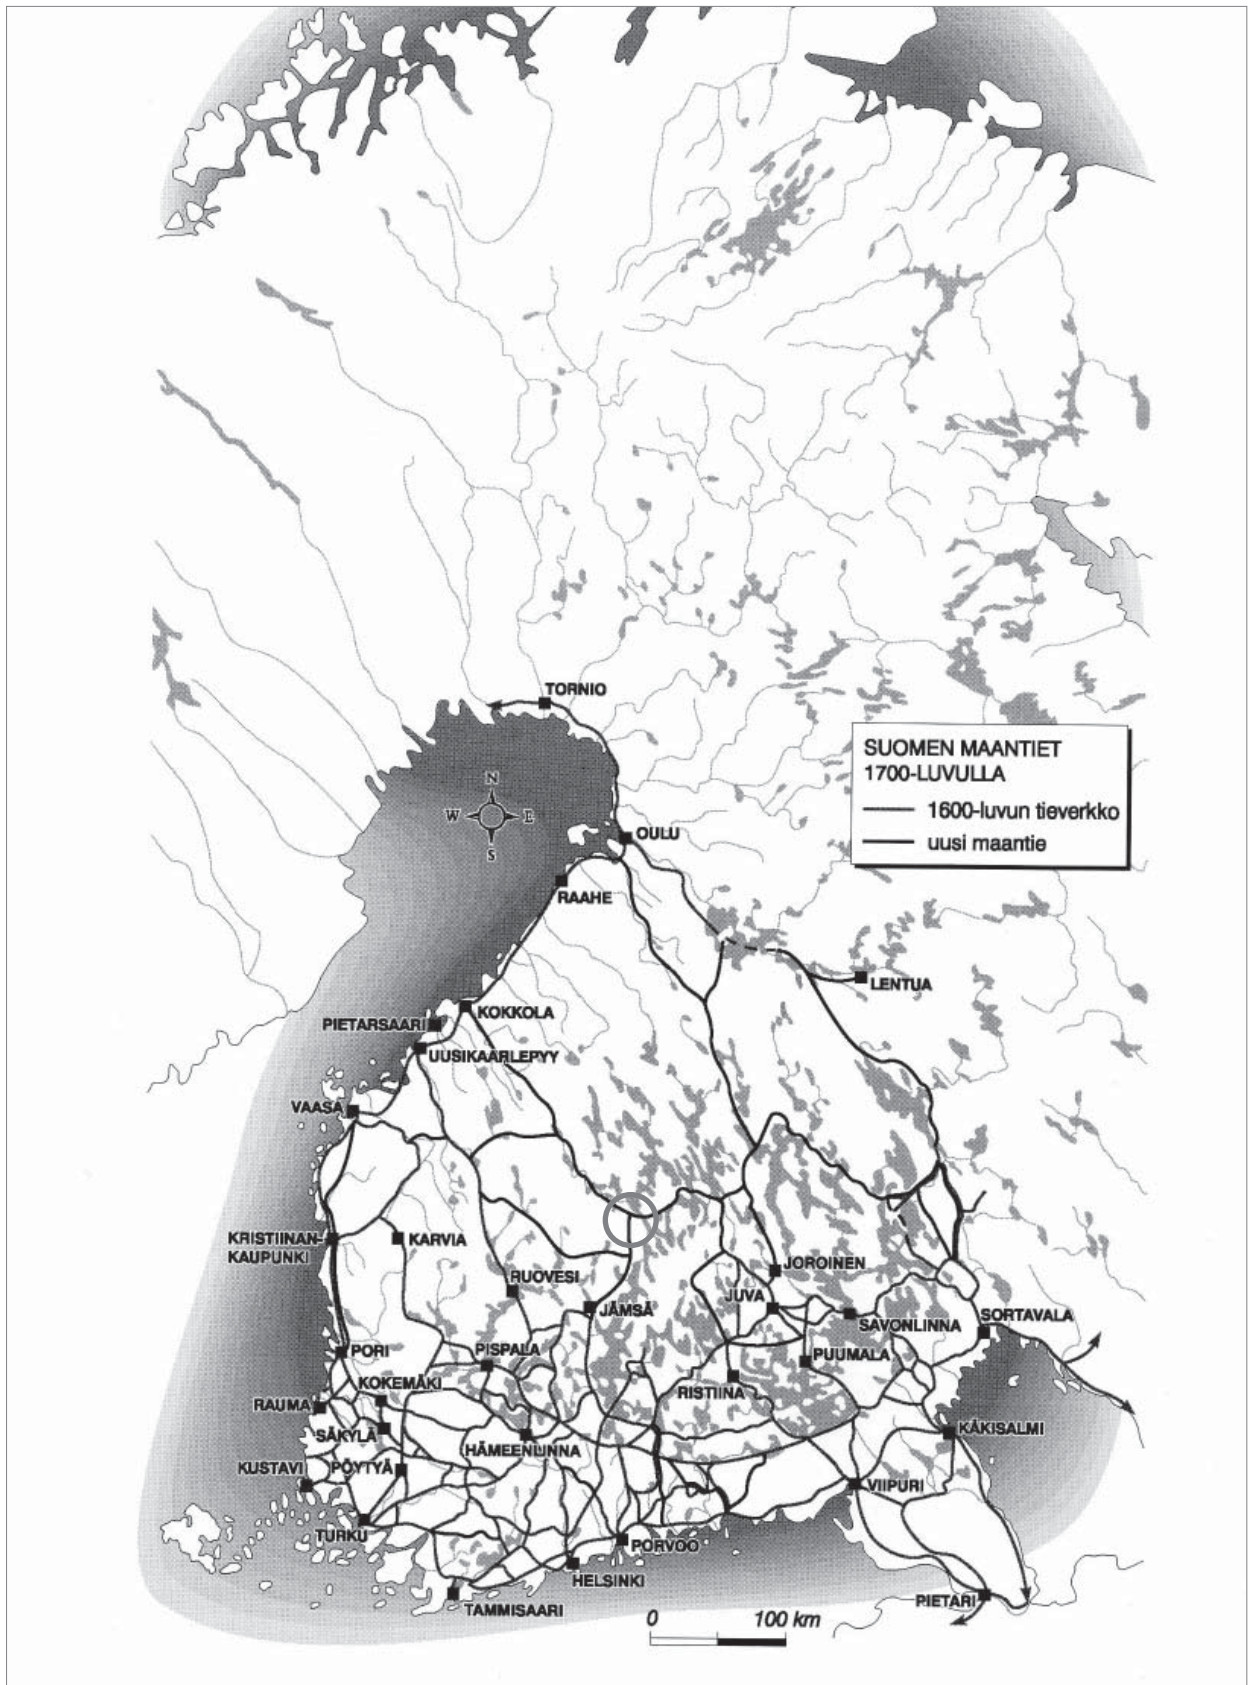 TORNIO
SUOMEN MAANTIET
1700-LUVULLA
1600-luvun tieverkko
uusi maantie
N
W
E
S
OULU
RAAHE
LENTUA
KOKKOLA
PIETARSAARI
UUSIKAARLEPYY
VAASA
KRISTIINAN-
KAUPUNKI
KARVIA
RUOVESI
JÄMSÄ
JOROINEN
JUVA
SAVONLINNA
SORTAVALA
PORI
PISPALA
PUUMALA
KOKEMÄKI
RISTIINA
RAUMA
SÄKYLÄ
HÄMEENLINNA
KÄKISALMI
KUSTAVI
PÖYTYÄ
VIIPURI
TURKU
PORVOO
HELSINKI
TAMMISAARI
PIETARI
0 100 km